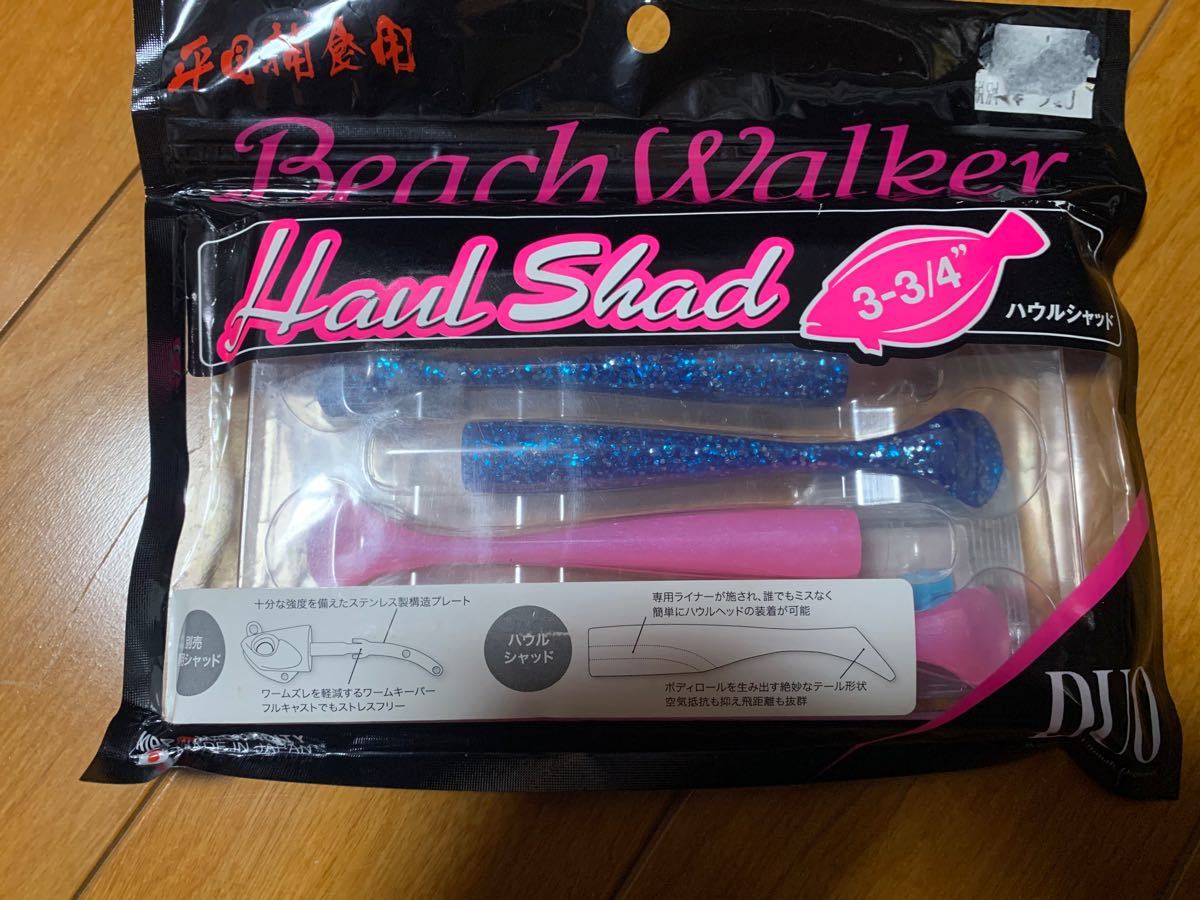 平目補食用
Beach Walker
Haul Shad
3-3/4"
ハウルシャッド
十分な強度を備えたステンレス製構造プレート
別売
シャッド
ワームズレを軽減するワームキーパー
フルキャストでもストレスフリー
ハウル
シャッド
専用ライナーが施され、誰でもミスなく
簡単にハウルヘッドの装着が可能
ボディロールを生み出す絶妙なテール形状
空気抵抗も抑え飛距離も抜群
MADE IN JAPAN
DUO